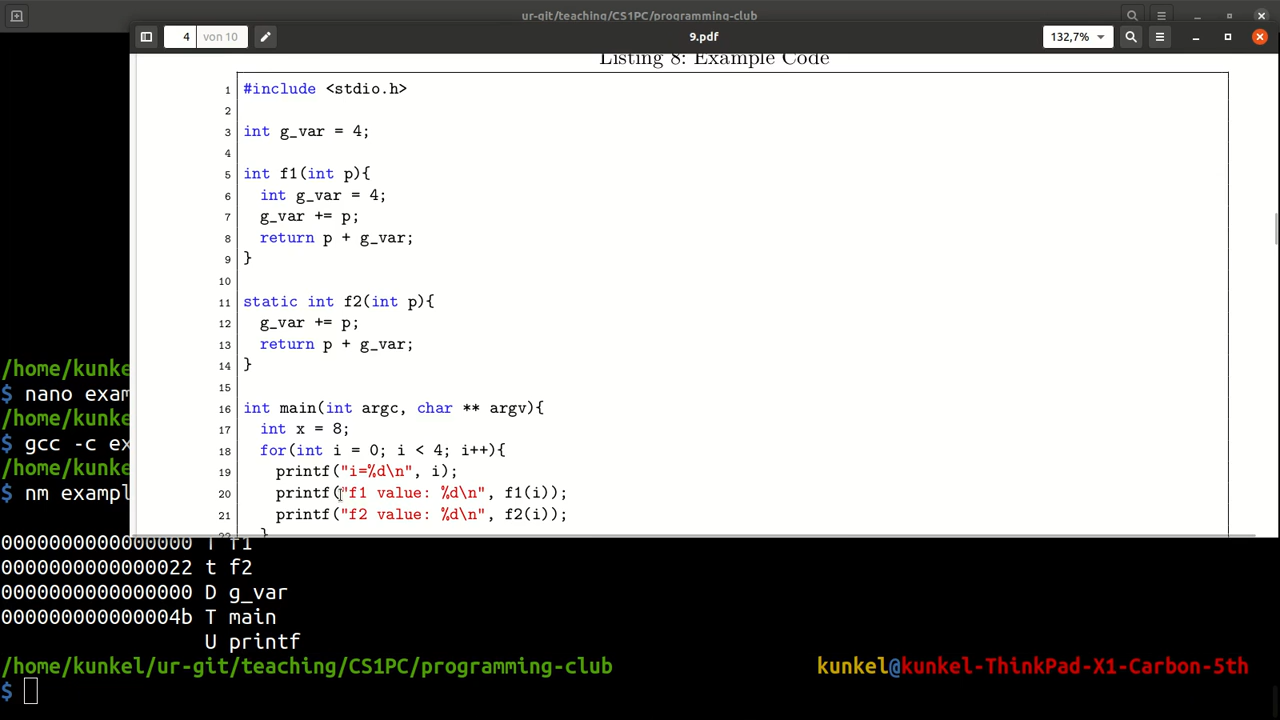 ur-git/teaching/CS1PC/programming-club
4 von 10
9.pdf
132,7%
Listing 8: Example Code
1 #include <stdio.h>
2
3 int g_var = 4;
4
5 int f1(int p){
6 int g_var = 4;
7 g_var += p;
8 return p + g_var;
9 }
10
11 static int f2(int p){
12 g_var += p;
13 return p + g_var;
14 }
15
16 int main(int argc, char ** argv){
17 int x = 8;
18 for(int i = 0; i < 4; i++){
19 printf("i=%d\n", i);
20 printf("f1 value: %d\n", f1(i));
21 printf("f2 value: %d\n", f2(i));
}
/home/kunke
$ nano exam
/home/kunke
$ gcc -c ex
/home/kunke
$ nm exampl
0000000000000000 T f1
0000000000000022 t f2
0000000000000000 D g_var
000000000000004b T main
U printf
/home/kunkel/ur-git/teaching/CS1PC/programming-club kunkel@kunkel-ThinkPad-X1-Carbon-5th
$